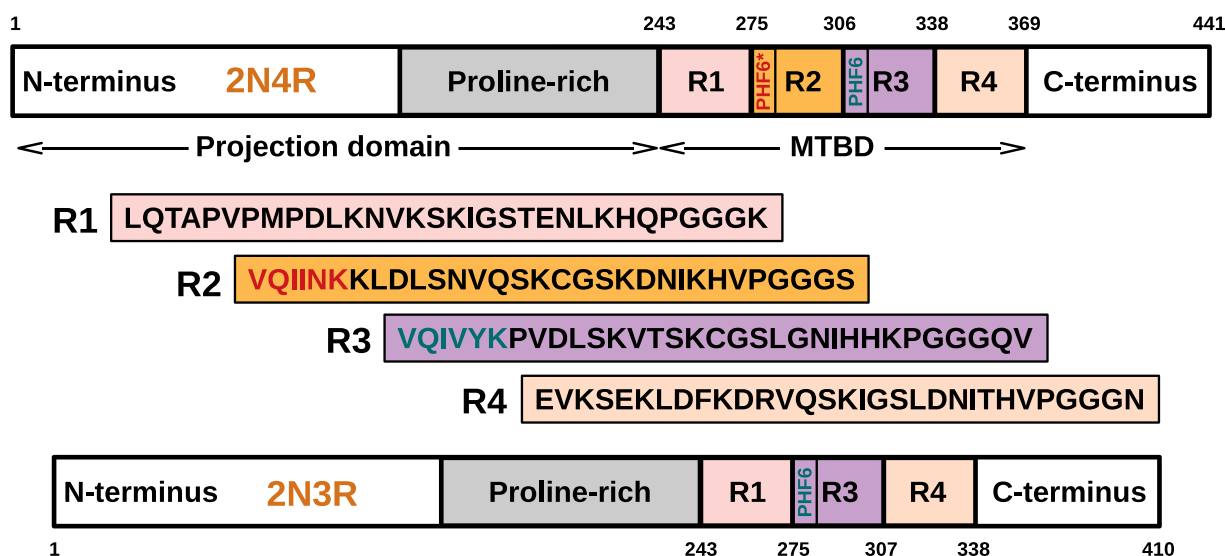 1 243 275 306 338 369 441
N-terminus 2N4R Proline-rich R1 PHF6* R2 PHF6 R3 R4 C-terminus
Projection domain MTBD
R1 LQTAPVPMPDLKNVKSKIGSTENLKHQPGGGK
R2 VQIINKKLDLSNVQSKCGSKDNIKHVPGGGS
R3 VQIVYKPVDLSKVTSKCGSLGNIHHKPGGGQV
R4 EVKSEKLDFKDRVQSKIGSLDNITHVPGGGN
N-terminus 2N3R Proline-rich R1 PHF6 R3 R4 C-terminus
1 243 275 307 338 410